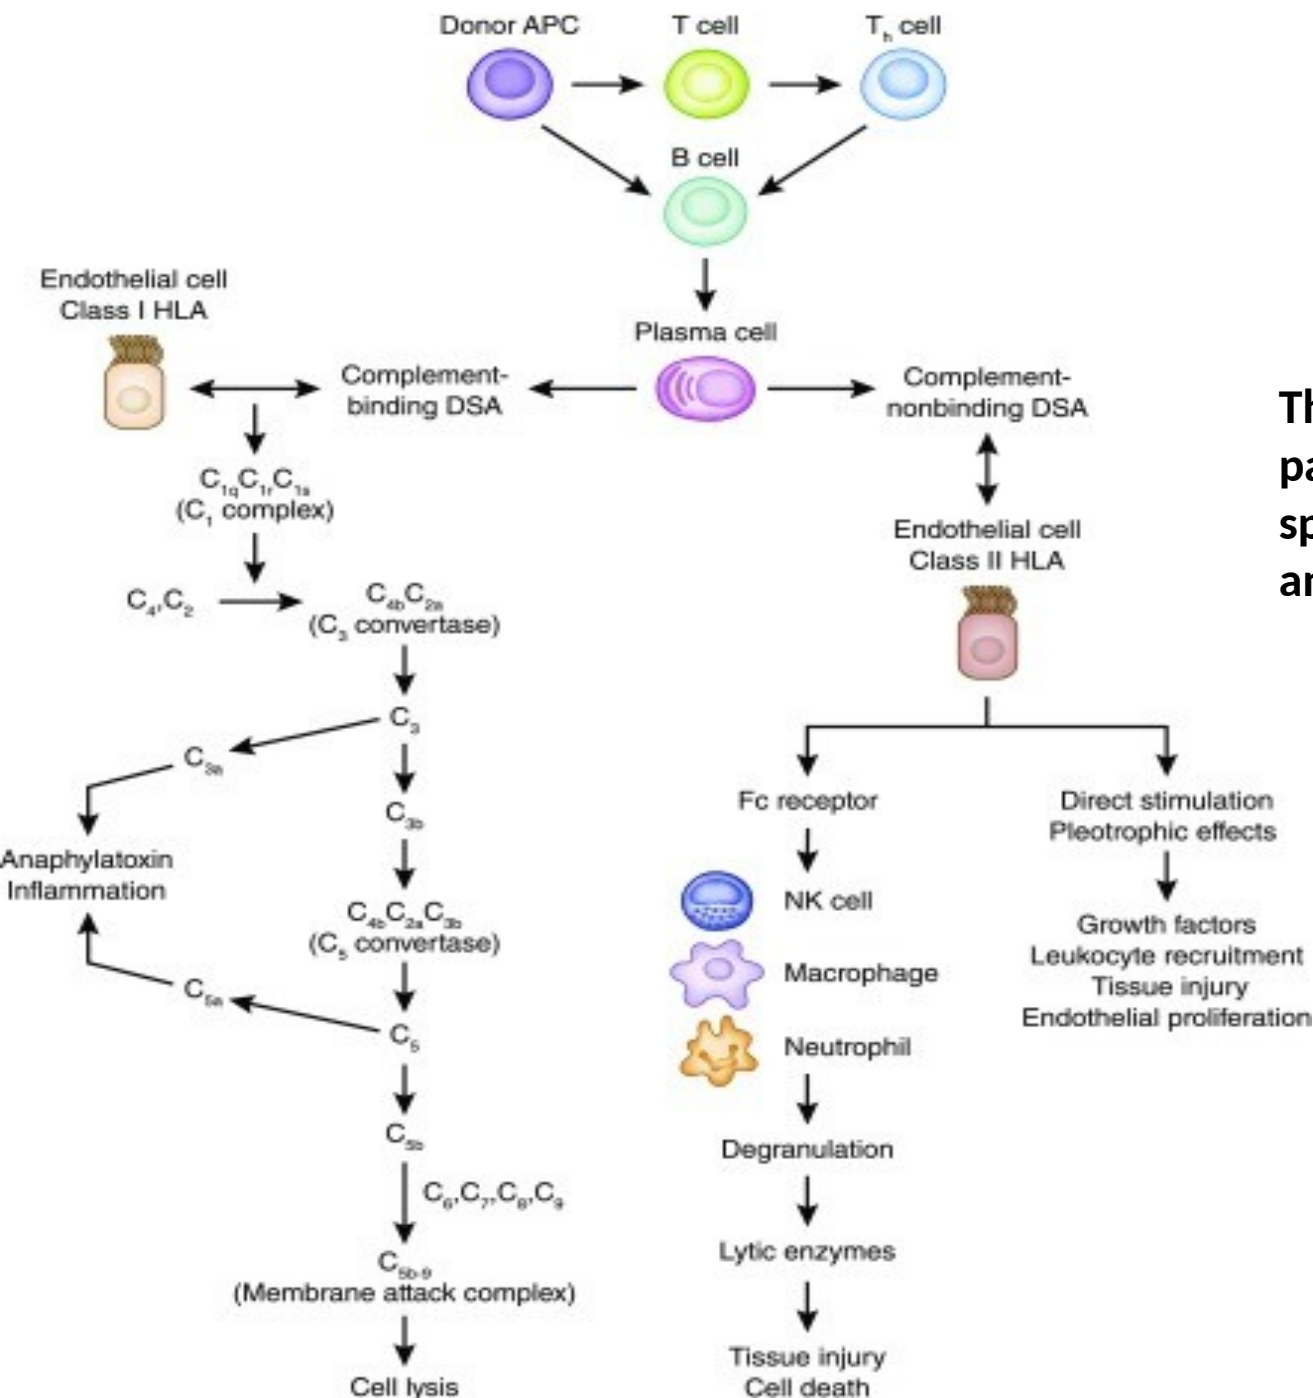 Donor APC
T cell
Th cell
B cell
Endothelial cell
Class I HLA
Plasma cell
Complement-
binding DSA
Complement-
nonbinding DSA
C1qC1rC1s
(C1 complex)
Endothelial cell
Class II HLA
C4,C2
C4bC2a
(C3 convertase)
C3
C3a
C3b
Anaphylatoxin
Inflammation
C4bC2aC3b
(C5 convertase)
C5a
C5
C5b
C6,C7,C8,C9
C5b-9
(Membrane attack complex)
Cell lysis
Fc receptor
NK cell
Macrophage
Neutrophil
Degranulation
Lytic enzymes
Tissue injury
Cell death
Direct stimulation
Pleotrophic effects
Growth factors
Leukocyte recruitment
Tissue injury
Endothelial proliferation